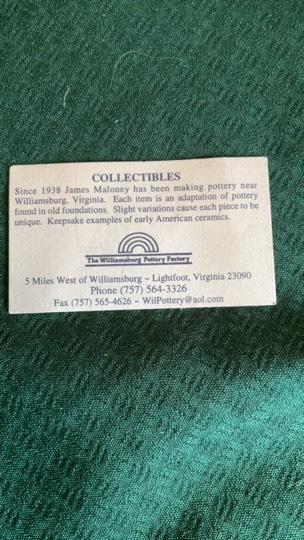 COLLECTIBLES
Since 1938 James Maloney has been making pottery near
Williamsburg, Virginia. Each item is an adaptation of pottery
found in old foundations. Slight variations cause each piece to be
unique. Keepsake examples of early American ceramics.
The Williamsburg Pottery Factory
5 Miles West of Williamsburg ~ Lightfoot, Virginia 23090
Phone (757) 564-3326
Fax (757) 565-4626 ~ WilPottery@aol.com